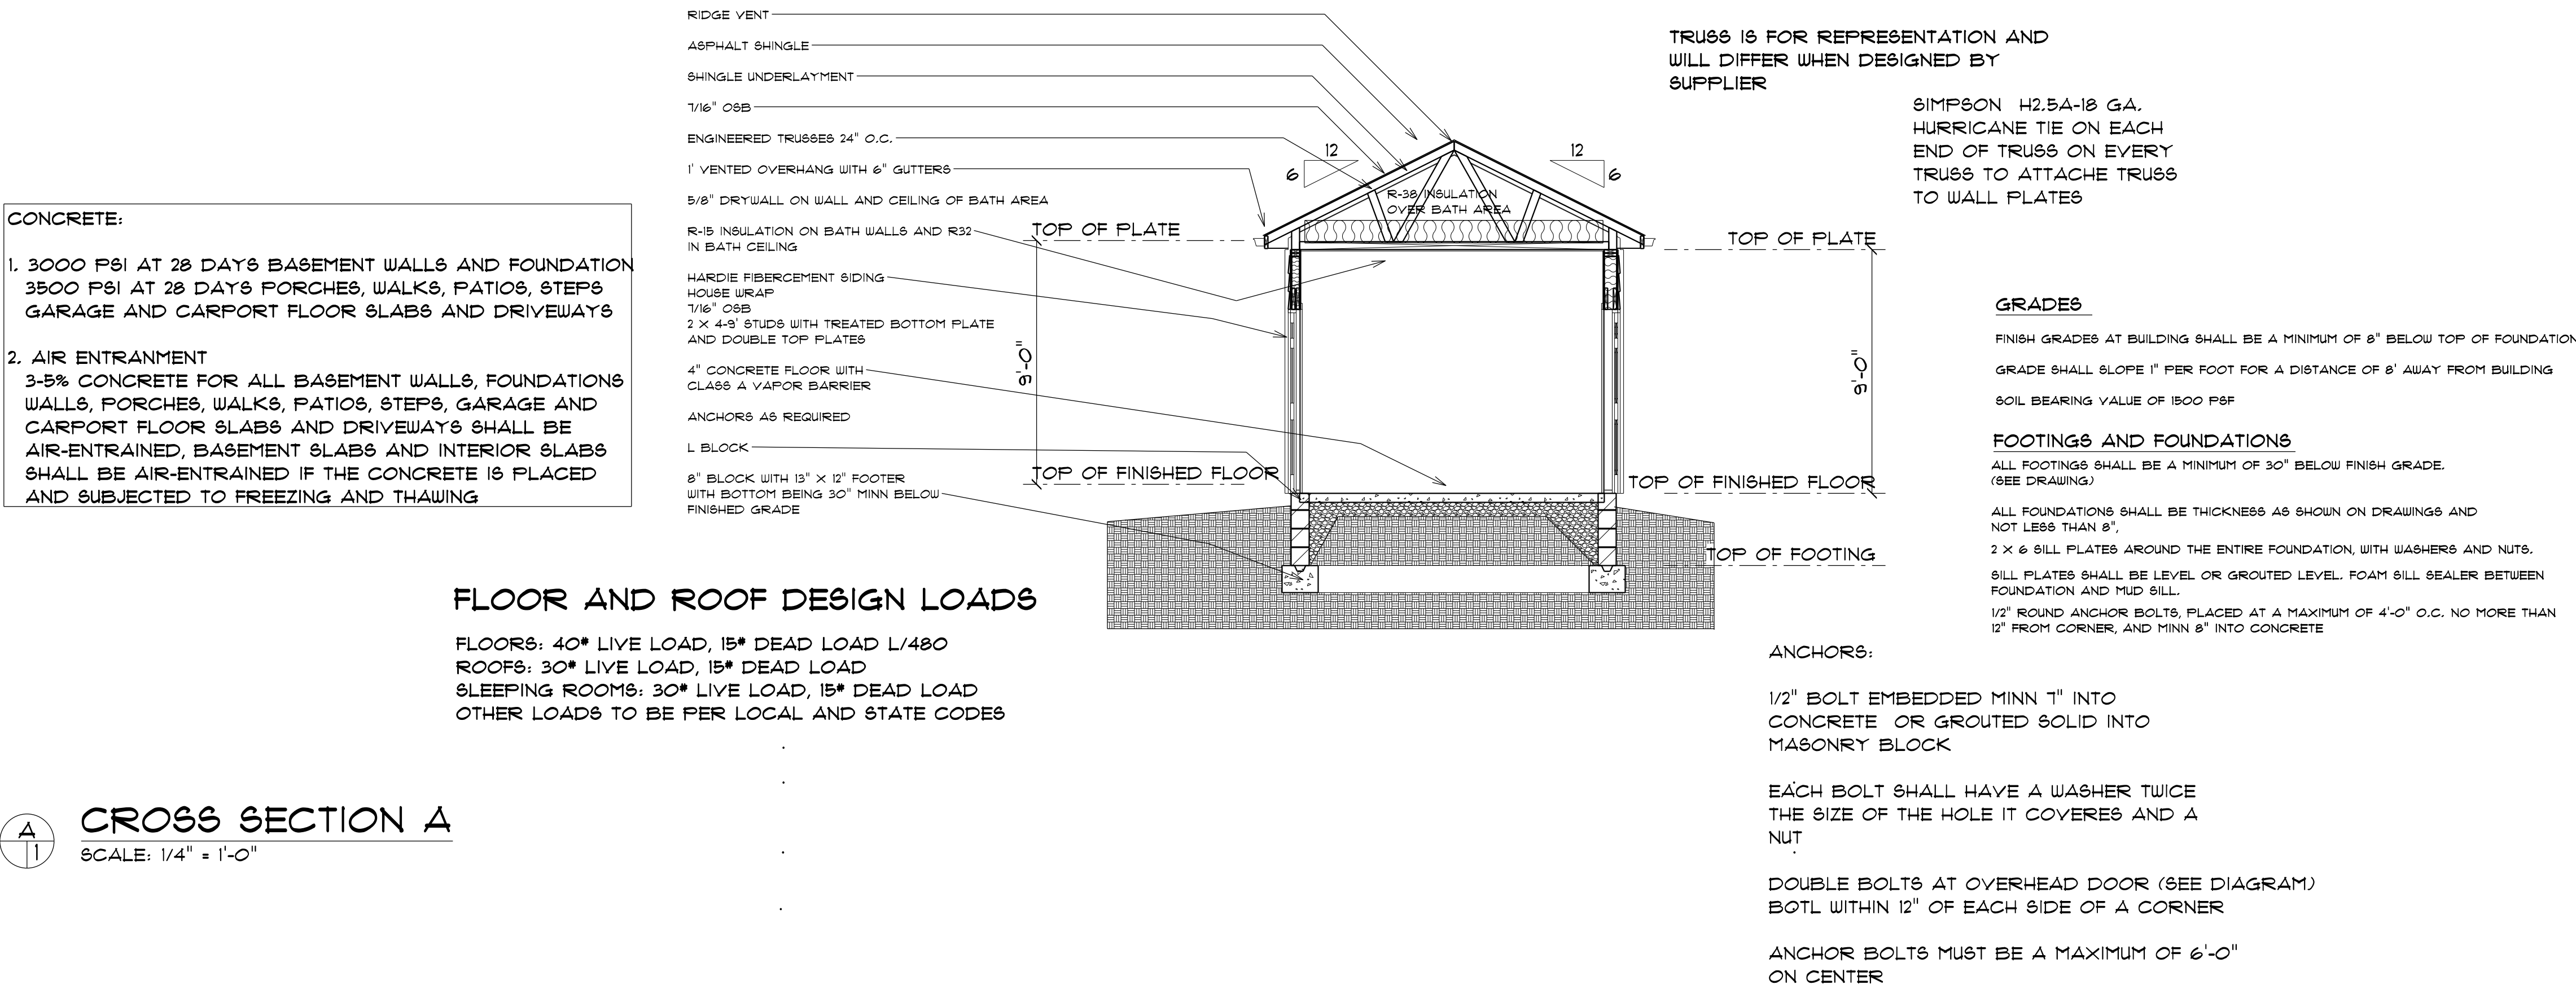 RIDGE VENT
ASPHALT SHINGLE
SHINGLE UNDERLAYMENT
7/16" OSB
ENGINEERED TRUSSES 24" O.C.
1' VENTED OVERHANG WITH 6" GUTTERS
5/8" DRYWALL ON WALL AND CEILING OF BATH AREA
R-15 INSULATION ON BATH WALLS AND R32
IN BATH CEILING
HARDIE FIBERCEMENT SIDING
HOUSE WRAP
7/16" OSB
2 X 4-9' STUDS WITH TREATED BOTTOM PLATE
AND DOUBLE TOP PLATES
4" CONCRETE FLOOR WITH
CLASS A VAPOR BARRIER
ANCHORS AS REQUIRED
L BLOCK
8" BLOCK WITH 13" X 12" FOOTER
WITH BOTTOM BEING 30" MINN BELOW
FINISHED GRADE
CONCRETE:
1. 3000 PSI AT 28 DAYS BASEMENT WALLS AND FOUNDATION
3500 PSI AT 28 DAYS PORCHES, WALKS, PATIOS, STEPS
GARAGE AND CARPORT FLOOR SLABS AND DRIVEWAYS
2. AIR ENTRANMENT
3-5% CONCRETE FOR ALL BASEMENT WALLS, FOUNDATIONS
WALLS, PORCHES, WALKS, PATIOS, STEPS, GARAGE AND
CARPORT FLOOR SLABS AND DRIVEWAYS SHALL BE
AIR-ENTRAINED, BASEMENT SLABS AND INTERIOR SLABS
SHALL BE AIR-ENTRAINED IF THE CONCRETE IS PLACED
AND SUBJECTED TO FREEZING AND THAWING
12
6
12
6
R-38 INSULATION
OVER BATH AREA
TOP OF PLATE
TOP OF PLATE
9'-0"
9'-0"
TOP OF FINISHED FLOOR
TOP OF FINISHED FLOOR
TOP OF FOOTING
TRUSS IS FOR REPRESENTATION AND
WILL DIFFER WHEN DESIGNED BY
SUPPLIER
SIMPSON H2.5A-18 GA.
HURRICANE TIE ON EACH
END OF TRUSS ON EVERY
TRUSS TO ATTACHE TRUSS
TO WALL PLATES
GRADES
FINISH GRADES AT BUILDING SHALL BE A MINIMUM OF 8" BELOW TOP OF FOUNDATION
GRADE SHALL SLOPE 1" PER FOOT FOR A DISTANCE OF 8' AWAY FROM BUILDING
SOIL BEARING VALUE OF 1500 PSF
FOOTINGS AND FOUNDATIONS
ALL FOOTINGS SHALL BE A MINIMUM OF 30" BELOW FINISH GRADE.
(SEE DRAWING)
ALL FOUNDATIONS SHALL BE THICKNESS AS SHOWN ON DRAWINGS AND
NOT LESS THAN 8",
2 X 6 SILL PLATES AROUND THE ENTIRE FOUNDATION, WITH WASHERS AND NUTS.
SILL PLATES SHALL BE LEVEL OR GROUTED LEVEL. FOAM SILL SEALER BETWEEN
FOUNDATION AND MUD SILL.
1/2" ROUND ANCHOR BOLTS, PLACED AT A MAXIMUM OF 4'-0" O.C. NO MORE THAN
12" FROM CORNER, AND MINN 8" INTO CONCRETE
FLOOR AND ROOF DESIGN LOADS
FLOORS: 40# LIVE LOAD, 15# DEAD LOAD L/480
ROOFS: 30# LIVE LOAD, 15# DEAD LOAD
SLEEPING ROOMS: 30# LIVE LOAD, 15# DEAD LOAD
OTHER LOADS TO BE PER LOCAL AND STATE CODES
ANCHORS:
1/2" BOLT EMBEDDED MINN 7" INTO
CONCRETE OR GROUTED SOLID INTO
MASONRY BLOCK
EACH BOLT SHALL HAVE A WASHER TWICE
THE SIZE OF THE HOLE IT COVERES AND A
NUT
DOUBLE BOLTS AT OVERHEAD DOOR (SEE DIAGRAM)
BOTL WITHIN 12" OF EACH SIDE OF A CORNER
ANCHOR BOLTS MUST BE A MAXIMUM OF 6'-0"
ON CENTER
A
1
CROSS SECTION A
SCALE: 1/4" = 1'-0"